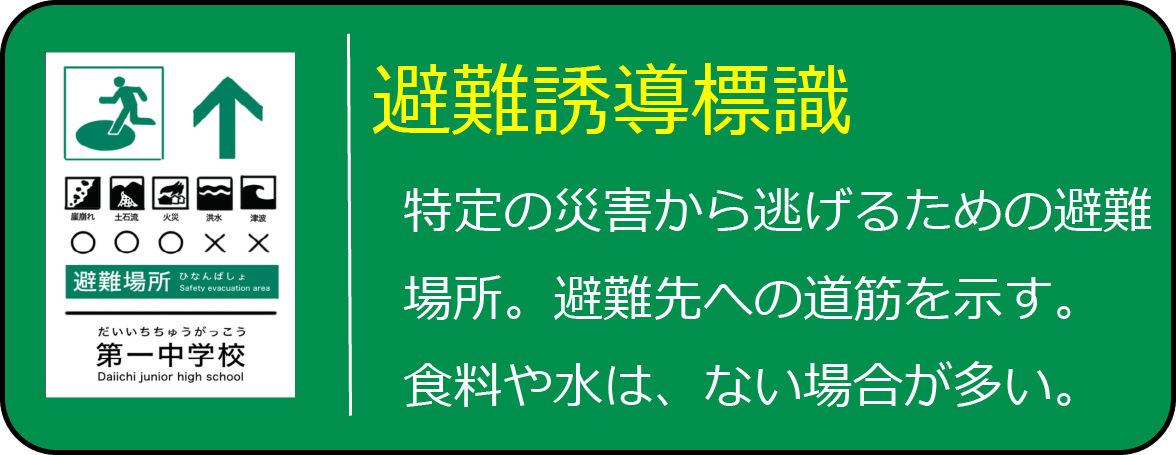 崖崩れ 土石流 火災 洪水 津波
○ ○ ○ × ×
避難場所 ひなんばしょ
Safety evacuation area
だいいちちゅうがっこう
第一中学校
Daiichi junior high school
避難誘導標識
特定の災害から逃げるための避難
場所。避難先への道筋を示す。
食料や水は、ない場合が多い。